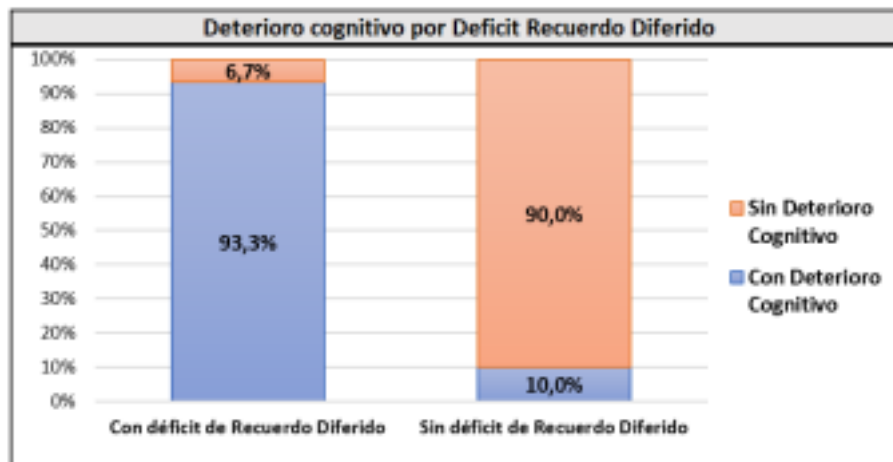 Deterioro cognitivo por Deficit Recuerdo Diferido
100%
90%
80%
70%
60%
50%
40%
30%
20%
10%
0%
6,7%
93,3%
90,0%
10,0%
Con déficit de Recuerdo Diferido
Sin déficit de Recuerdo Diferido
Sin Deterioro
Cognitivo
Con Deterioro
Cognitivo